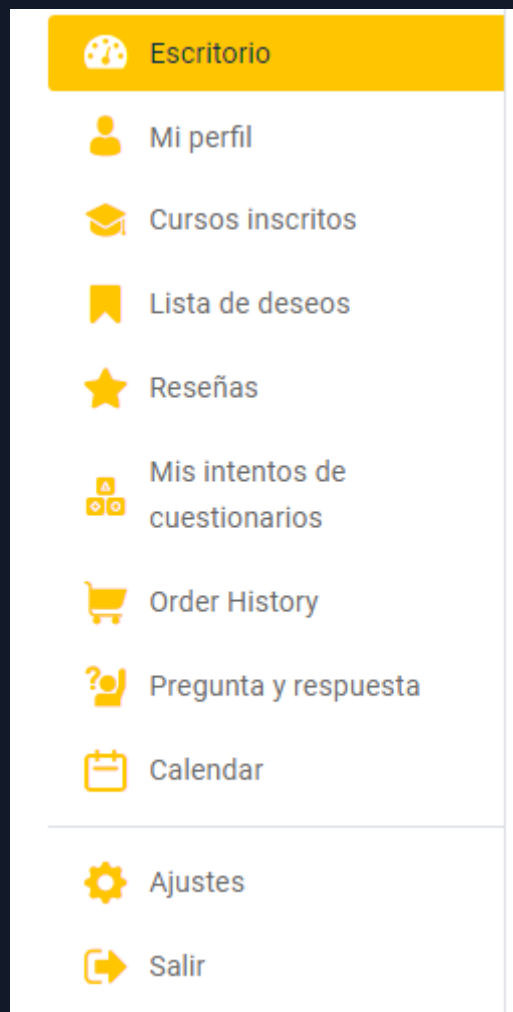 Escritorio
Mi perfil
Cursos inscritos
Lista de deseos
Reseñas
Mis intentos de
cuestionarios
Order History
Pregunta y respuesta
Calendar
Ajustes
Salir